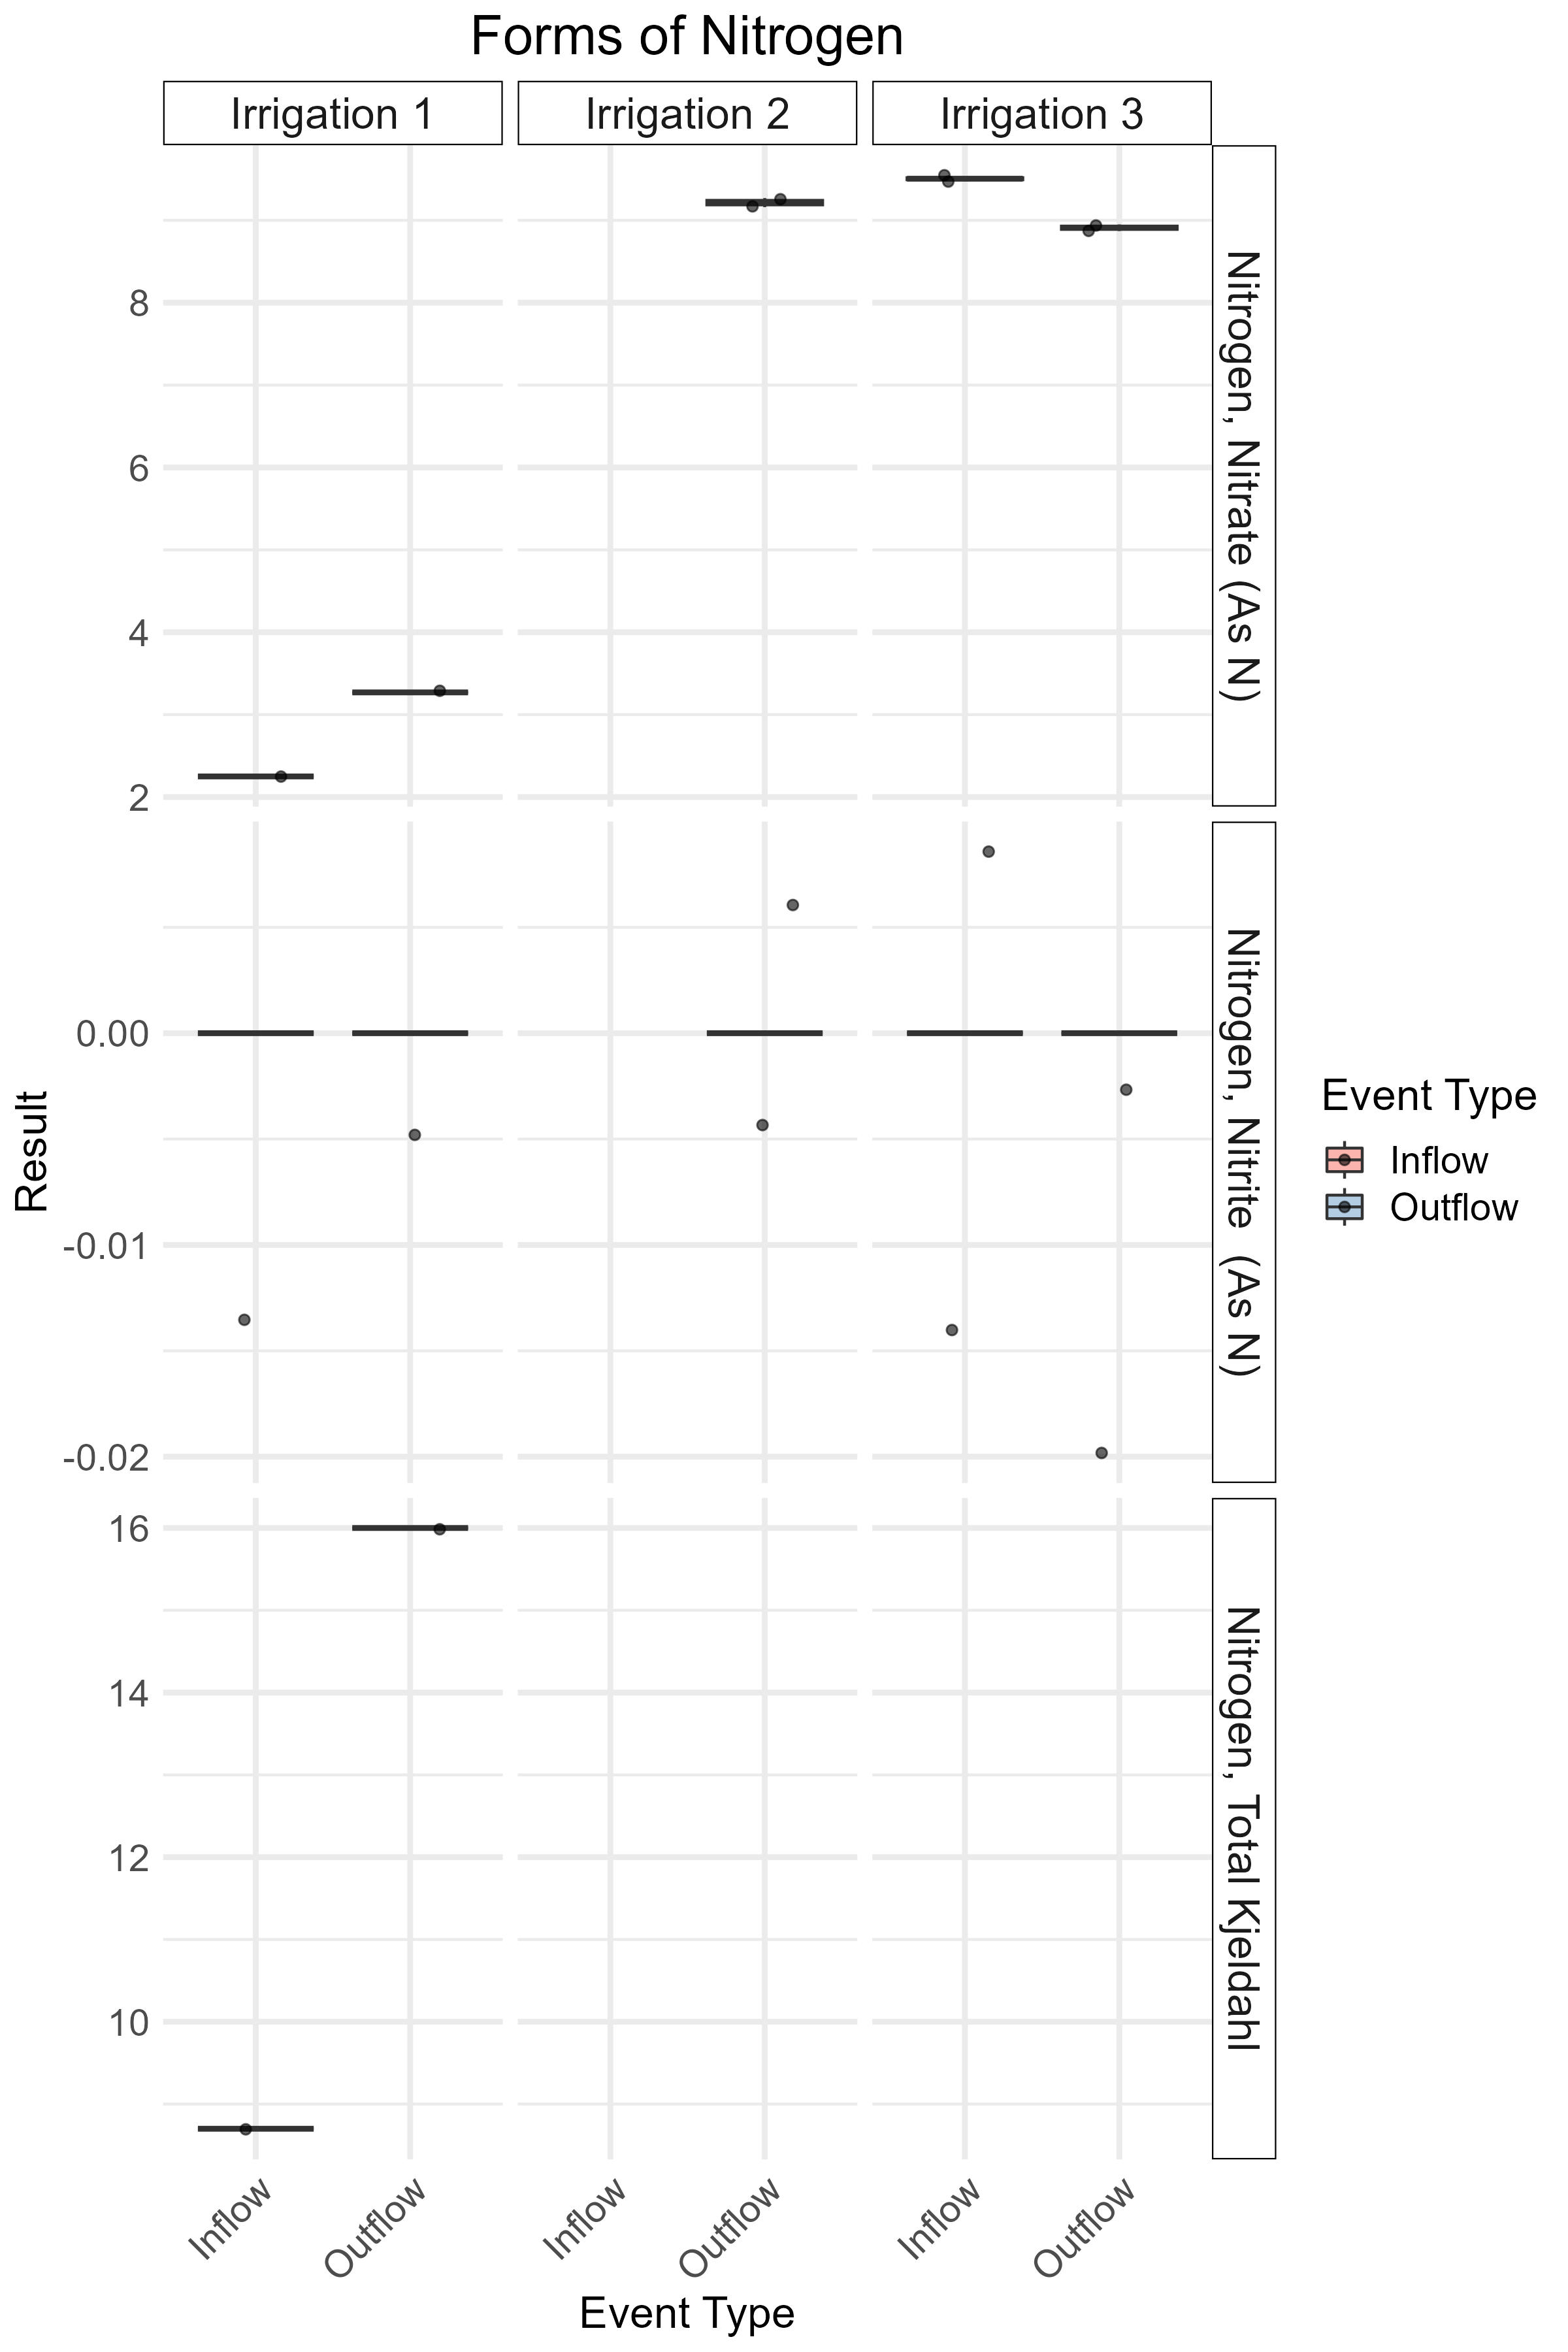 Forms of Nitrogen
Irrigation 1
Irrigation 2
Irrigation 3
8
6
4
2
Nitrogen, Nitrate (As N)
0.00
-0.01
-0.02
Nitrogen, Nitrite  (As N)
16
14
12
10
Nitrogen, Total Kjeldahl
Result
Inflow
Outflow
Inflow
Outflow
Inflow
Outflow
Event Type
Event Type
Inflow
Outflow